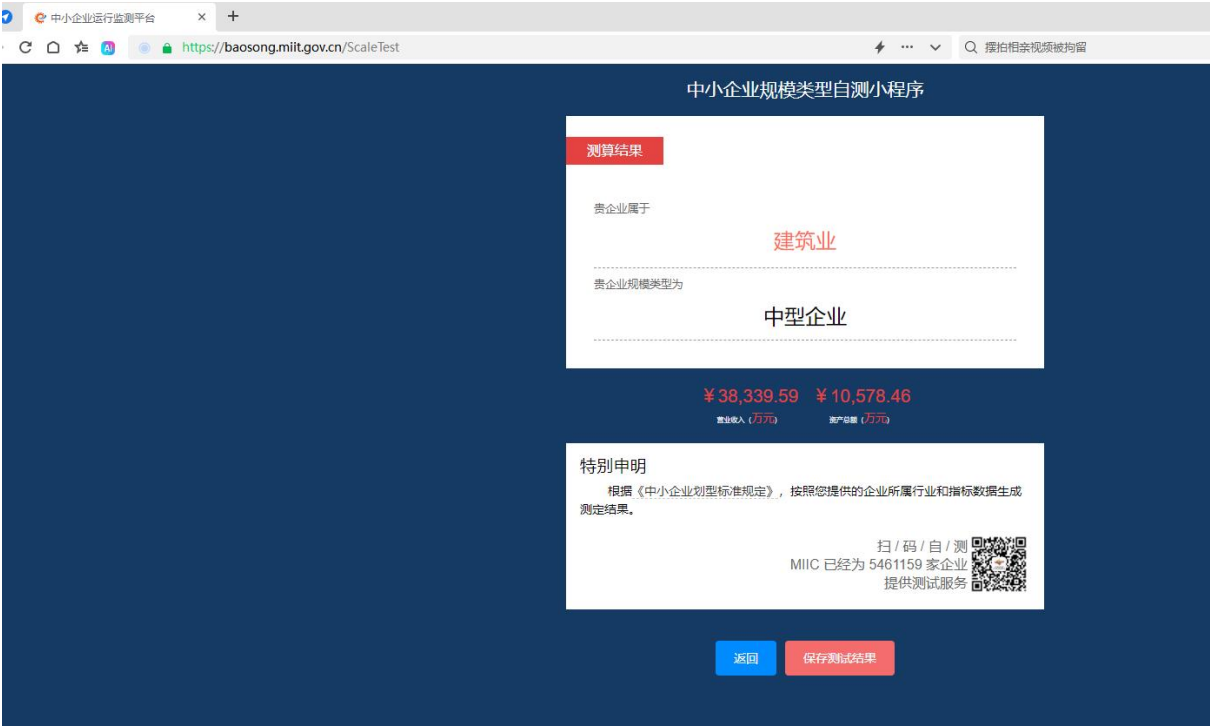 中小企业运行监测平台
https://baosong.miit.gov.cn/ScaleTest
摆拍相亲视频被拘留
中小企业规模类型自测小程序
测算结果
贵企业属于
建筑业
贵企业规模类型为
中型企业
￥38,339.59 ￥10,578.46
营业收入（万元） 资产总额（万元）
特别申明
根据《中小企业划型标准规定》，按照您提供的企业所属行业和指标数据生成
测定结果。
扫 / 码 / 自 / 测
MIIC 已经为 5461159 家企业
提供测试服务
返回 保存测试结果